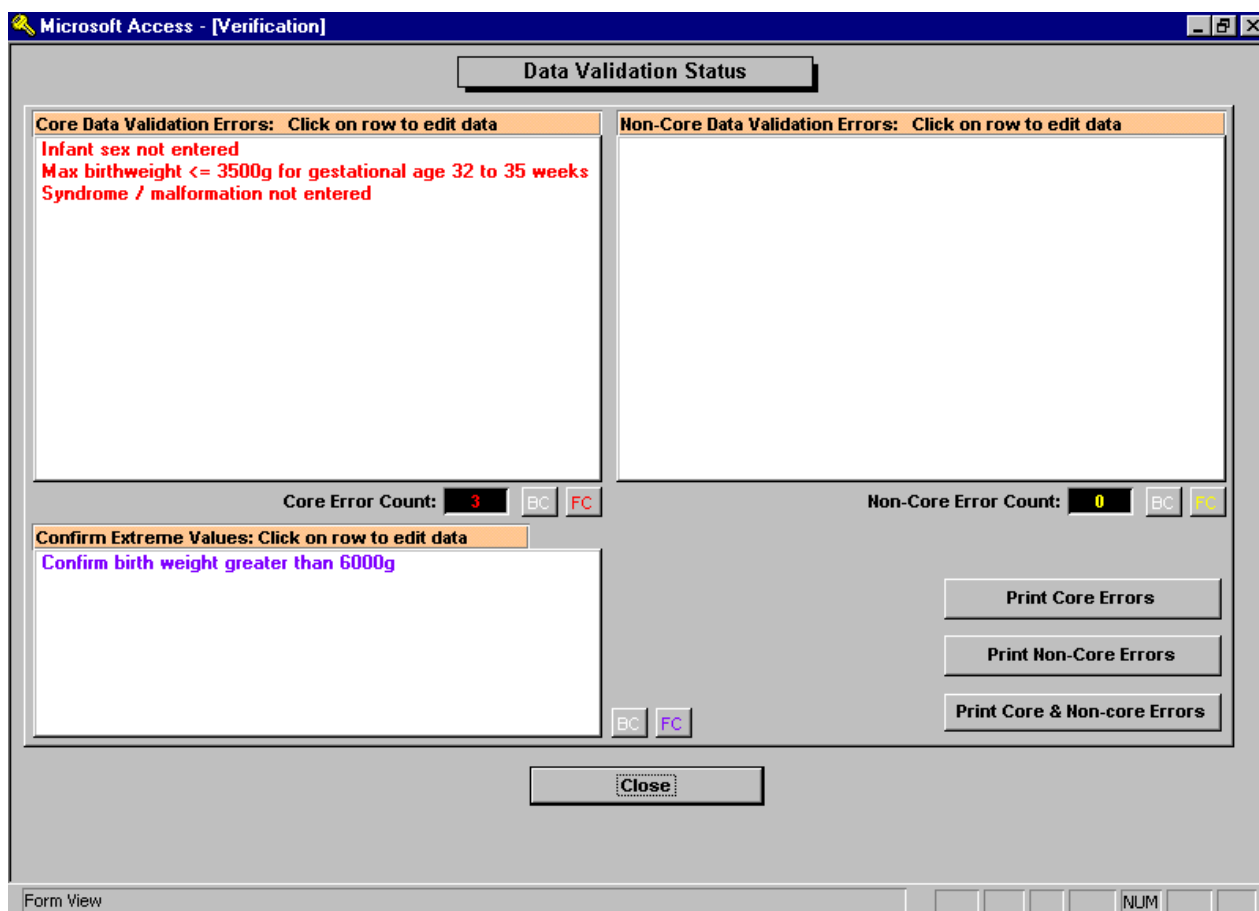 Microsoft Access - [Verification]
Data Validation Status
Core Data Validation Errors: Click on row to edit data
Infant sex not entered
Max birthweight <= 3500g for gestational age 32 to 35 weeks
Syndrome / malformation not entered
Non-Core Data Validation Errors: Click on row to edit data
Core Error Count: 3 BC FC
Non-Core Error Count: 0 BC FC
Confirm Extreme Values: Click on row to edit data
Confirm birth weight greater than 6000g
BC FC
Print Core Errors
Print Non-Core Errors
Print Core & Non-core Errors
Close
Form View NUM